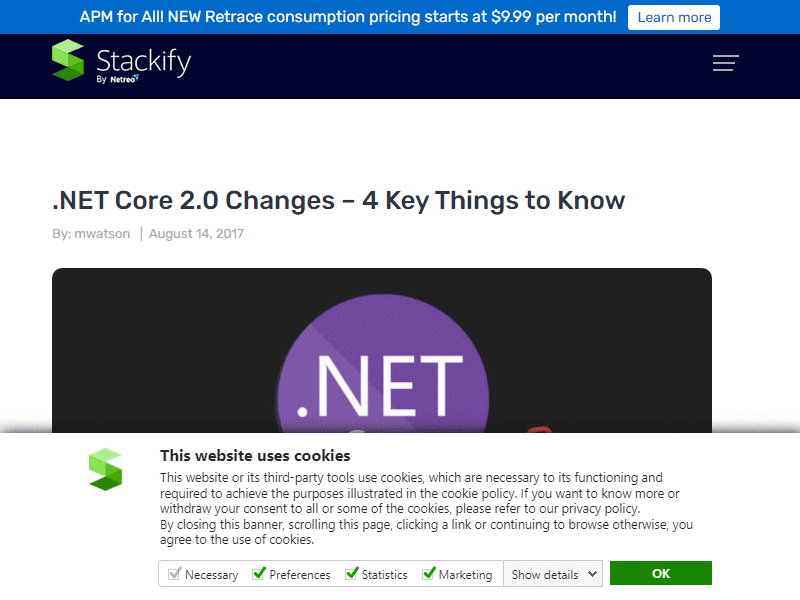 APM for All! NEW Retrace consumption pricing starts at $9.99 per month! Learn more
Stackify
By Netreo
.NET Core 2.0 Changes – 4 Key Things to Know
By: mwatson | August 14, 2017
.NET
This website uses cookies
This website or its third-party tools use cookies, which are necessary to its functioning and
required to achieve the purposes illustrated in the cookie policy. If you want to know more or
withdraw your consent to all or some of the cookies, please refer to our privacy policy.
By closing this banner, scrolling this page, clicking a link or continuing to browse otherwise, you
agree to the use of cookies.
Necessary Preferences Statistics Marketing Show details OK